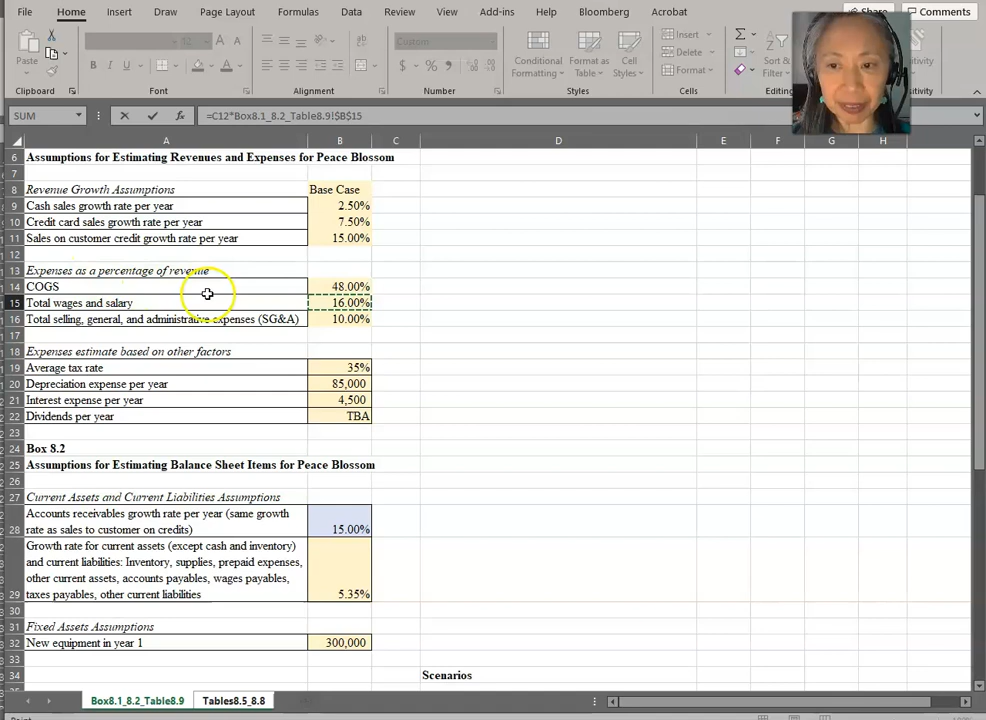 File Home Insert Draw Page Layout Formulas Data Review View Add-ins Help Bloomberg Acrobat Share Comments
Paste
Clipboard
B I U
Font
Alignment
Custom
$ % 9
Number
Conditional Formatting Format as Table Cell Styles
Styles
Insert
Delete
Format
Sort &
Filter
SUM =C12*Box8.1_8.2_Table8.9!$B$15
A B C D E F G H
6 Assumptions for Estimating Revenues and Expenses for Peace Blossom
7
8 Revenue Growth Assumptions Base Case
9 Cash sales growth rate per year 2.50%
10 Credit card sales growth rate per year 7.50%
11 Sales on customer credit growth rate per year 15.00%
12
13 Expenses as a percentage of revenue
14 COGS 48.00%
15 Total wages and salary 16.00%
16 Total selling, general, and administrative expenses (SG&A) 10.00%
17
18 Expenses estimate based on other factors
19 Average tax rate 35%
20 Depreciation expense per year 85,000
21 Interest expense per year 4,500
22 Dividends per year TBA
23
24 Box 8.2
25 Assumptions for Estimating Balance Sheet Items for Peace Blossom
26
27 Current Assets and Current Liabilities Assumptions
Accounts receivables growth rate per year (same growth
28 rate as sales to customer on credits) 15.00%
Growth rate for current assets (except cash and inventory)
and current liabilities: Inventory, supplies, prepaid expenses,
other current assets, accounts payables, wages payables,
29 taxes payables, other current liabilities 5.35%
30
31 Fixed Assets Assumptions
32 New equipment in year 1 300,000
33
34 Scenarios
Box8.1_8.2_Table8.9 Tables8.5_8.8